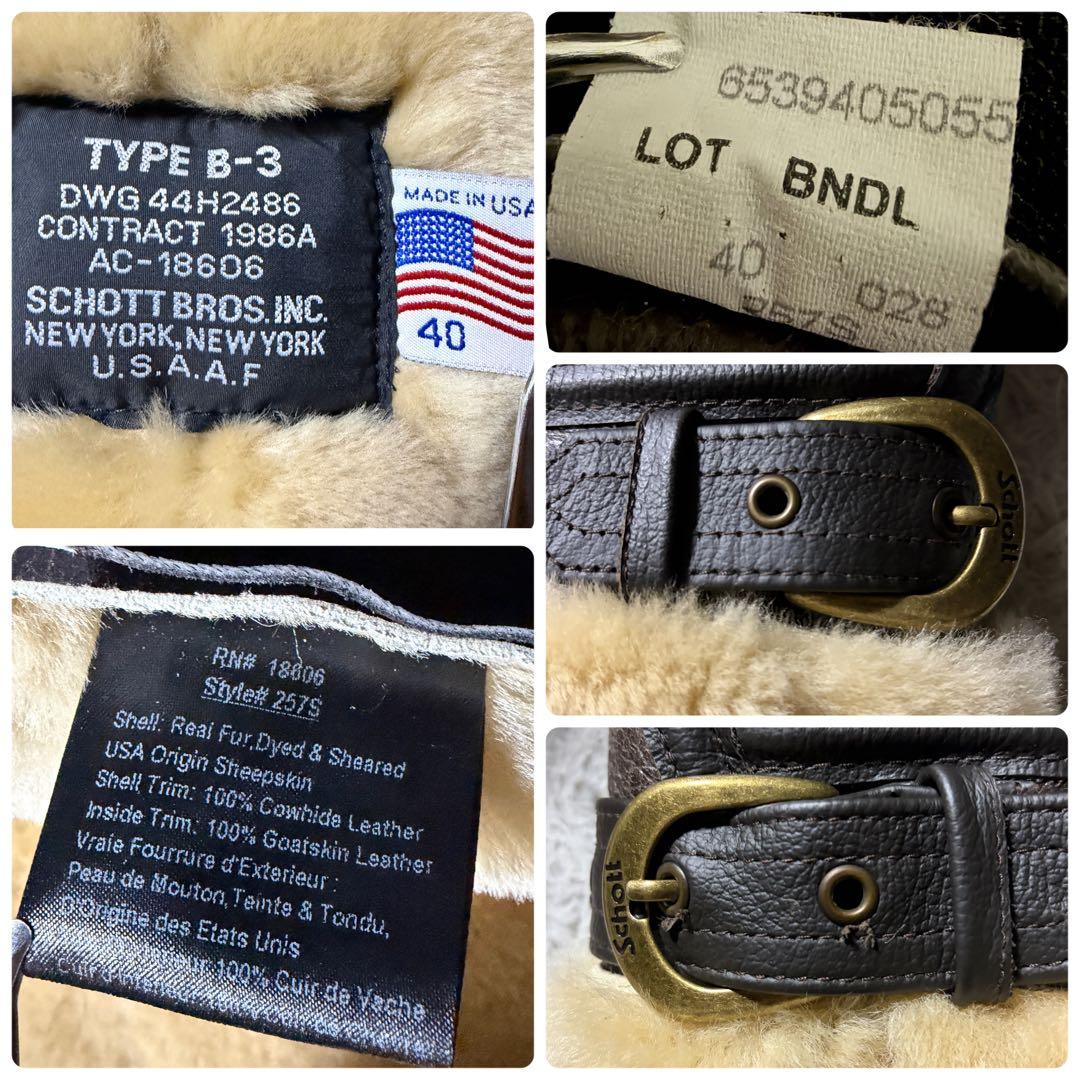 TYPE B-3
DWG 44H2486
CONTRACT 1986A
AC-18606
SCHOTT BROS. INC.
NEW YORK, NEW YORK
U.S.A.A.F
MADE IN USA
40
6539405055
LOT BNDL
40 028
Schott
RN# 18606
Style# 257S
Shell: Real Fur,Dyed & Sheared
USA Origin Sheepskin
Shell Trim: 100% Cowhide Leather
Inside Trim: 100% Goatskin Leather
Vraie Fourrure d'Exterieur :
Peau de Mouton,Teinte & Tondu,
D'Origine des Etats Unis
100% Cuir de Vache
Schott